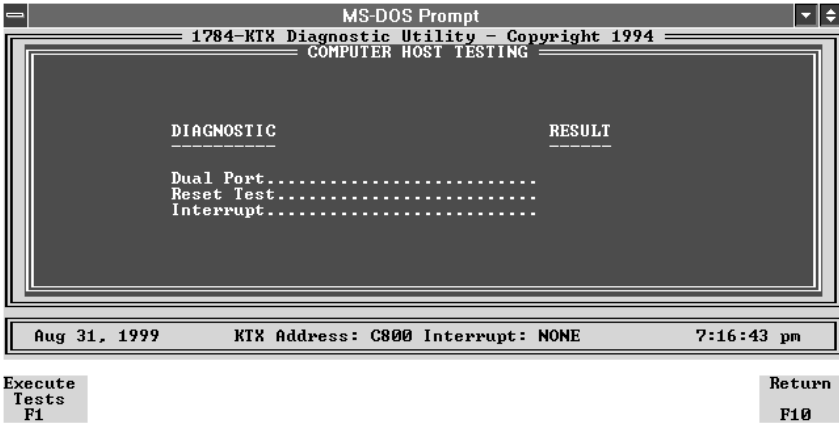 MS-DOS Prompt
1784-KTX Diagnostic Utility - Copyright 1994
COMPUTER HOST TESTING
DIAGNOSTIC RESULT
Dual Port..........................
Reset Test.........................
Interrupt..........................
Aug 31, 1999 KTX Address: C800 Interrupt: NONE 7:16:43 pm
Execute Return
Tests
F1 F10